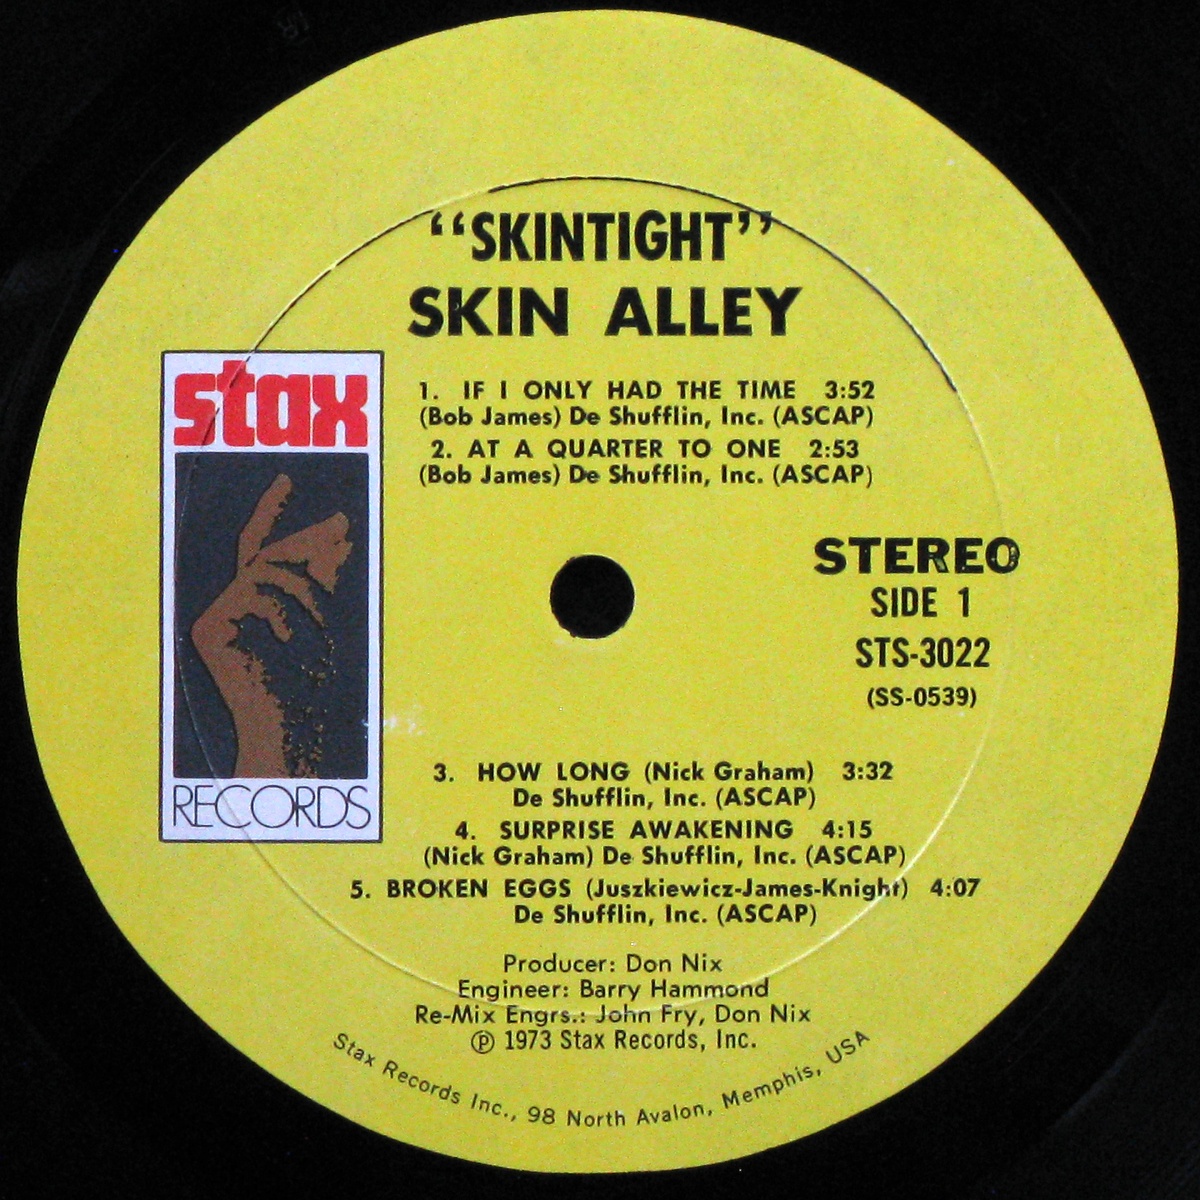 “SKINTIGHT”
SKIN ALLEY
stax
RECORDS
1. IF I ONLY HAD THE TIME 3:52
(Bob James) De Shufflin, Inc. (ASCAP)
2. AT A QUARTER TO ONE 2:53
(Bob James) De Shufflin, Inc. (ASCAP)
STEREO
SIDE 1
STS-3022
(SS-0539)
3. HOW LONG (Nick Graham) 3:32
De Shufflin, Inc. (ASCAP)
4. SURPRISE AWAKENING 4:15
(Nick Graham) De Shufflin, Inc. (ASCAP)
5. BROKEN EGGS (Juszkiewicz-James-Knight) 4:07
De Shufflin, Inc. (ASCAP)
Producer: Don Nix
Engineer: Barry Hammond
Re-Mix Engrs.: John Fry, Don Nix
℗ 1973 Stax Records, Inc.
Stax Records Inc., 98 North Avalon, Memphis, USA